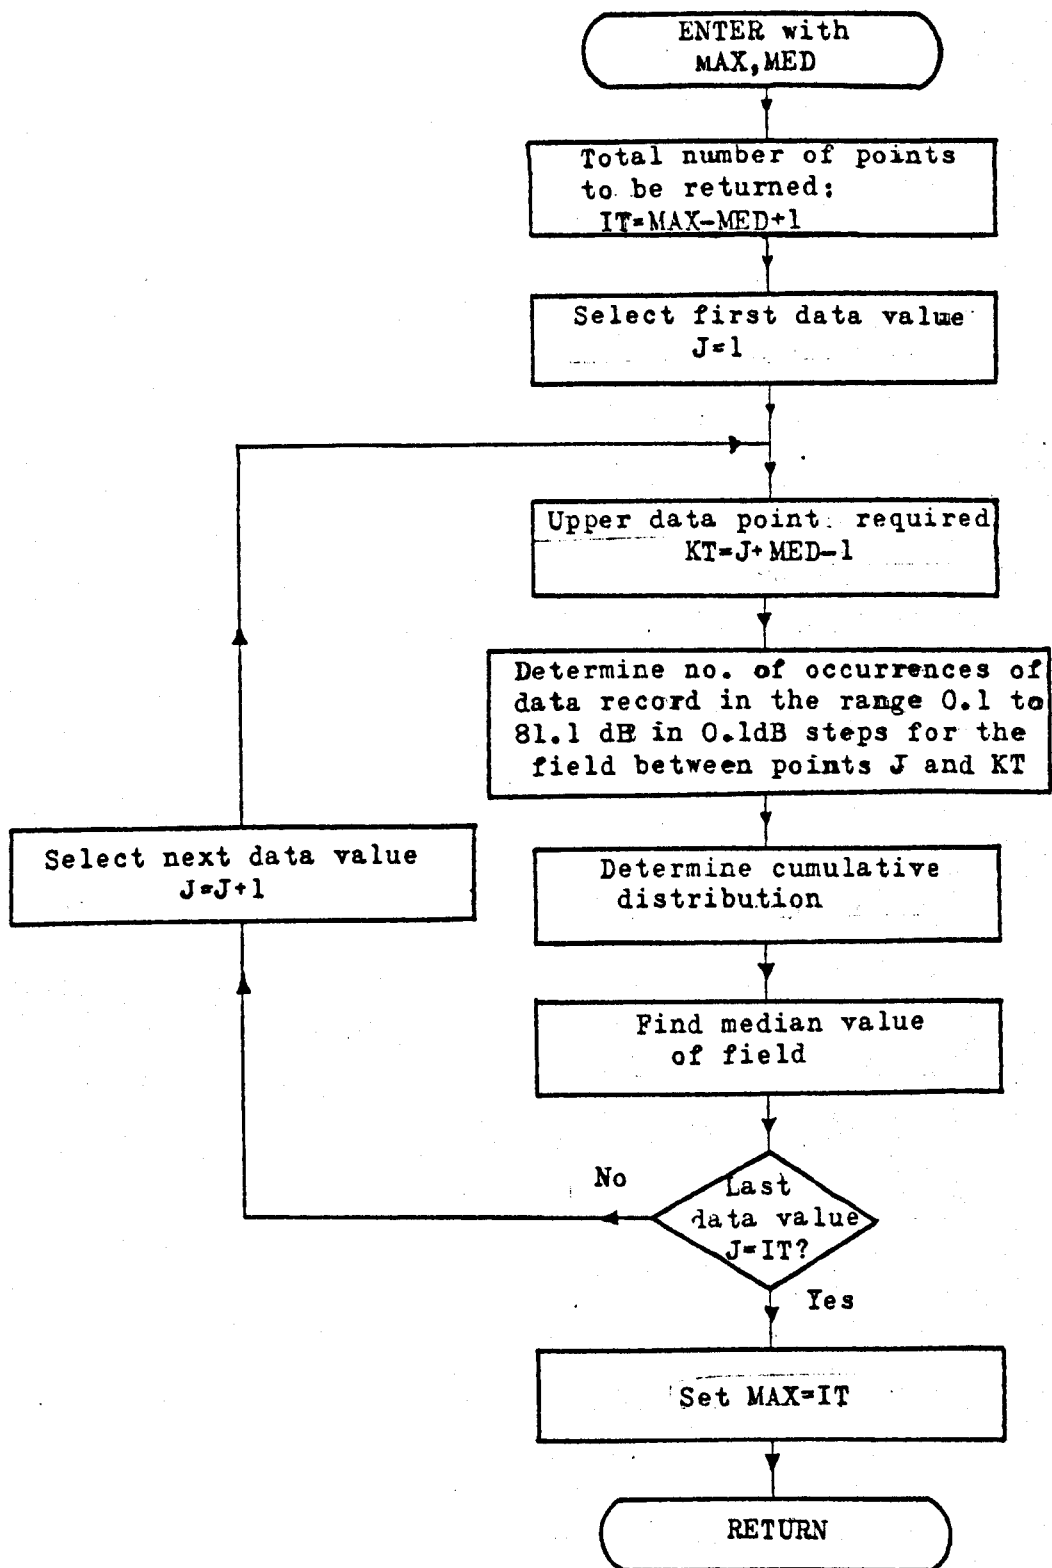 ENTER with
MAX,MED
Total number of points
to be returned:
IT=MAX-MED+1
Select first data value
J=1
Upper data point required
KT=J+MED-1
Determine no. of occurrences of
data record in the range 0.1 to
81.1 dB in 0.1dB steps for the
field between points J and KT
Select next data value
J=J+1
Determine cumulative
distribution
Find median value
of field
No
Last
data value
J=IT?
Yes
Set MAX=IT
RETURN